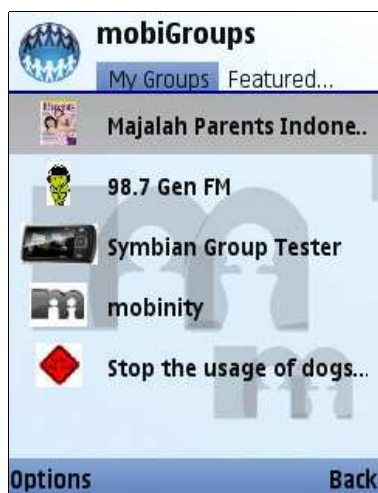 mobiGroups
My Groups Featured...
Majalah Parents Indone..
98.7 Gen FM
Symbian Group Tester
mobinity
Stop the usage of dogs...
Options Back